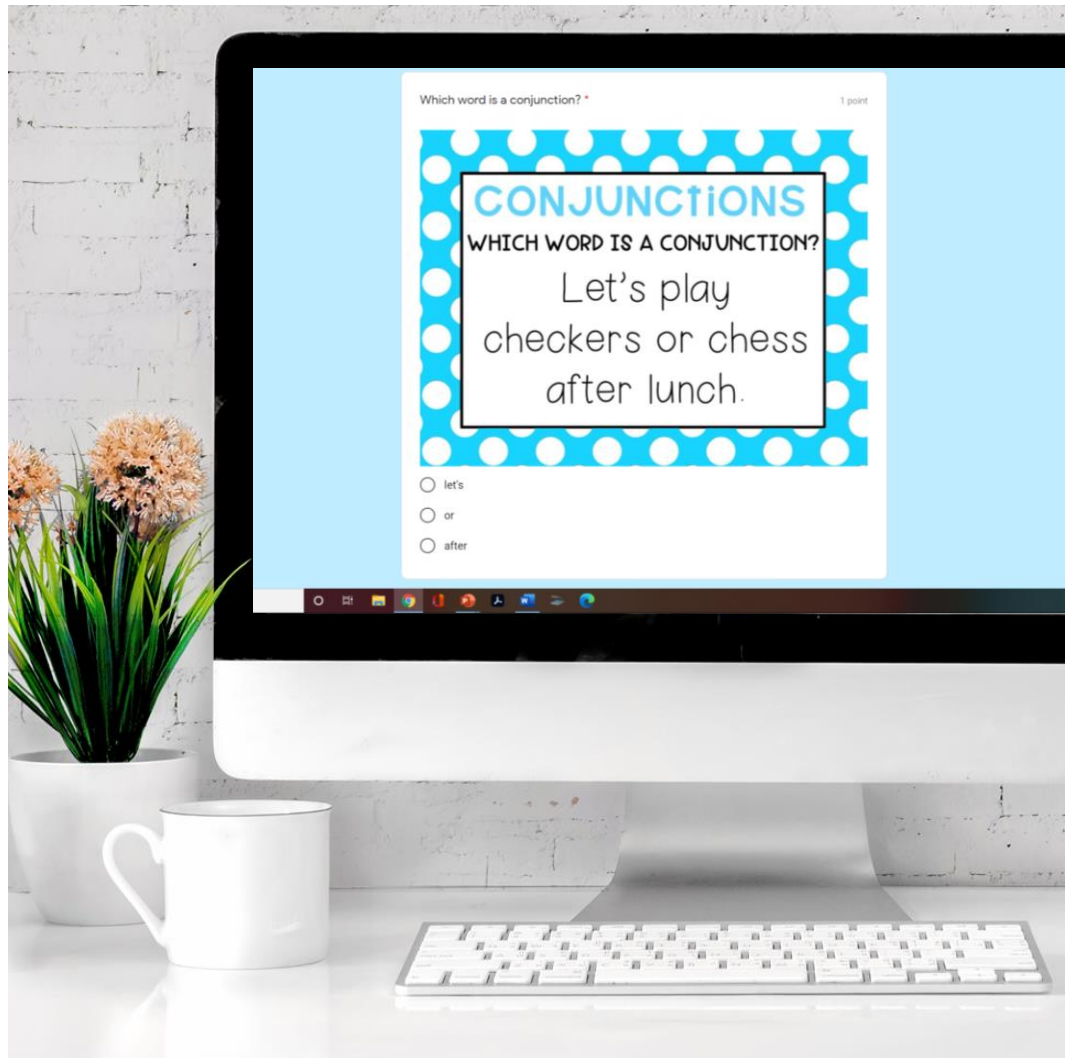 Which word is a conjunction? *
1 point
CONJUNCTIONS
WHICH WORD IS A CONJUNCTION?
Let's play
checkers or chess
after lunch.
let's
or
after